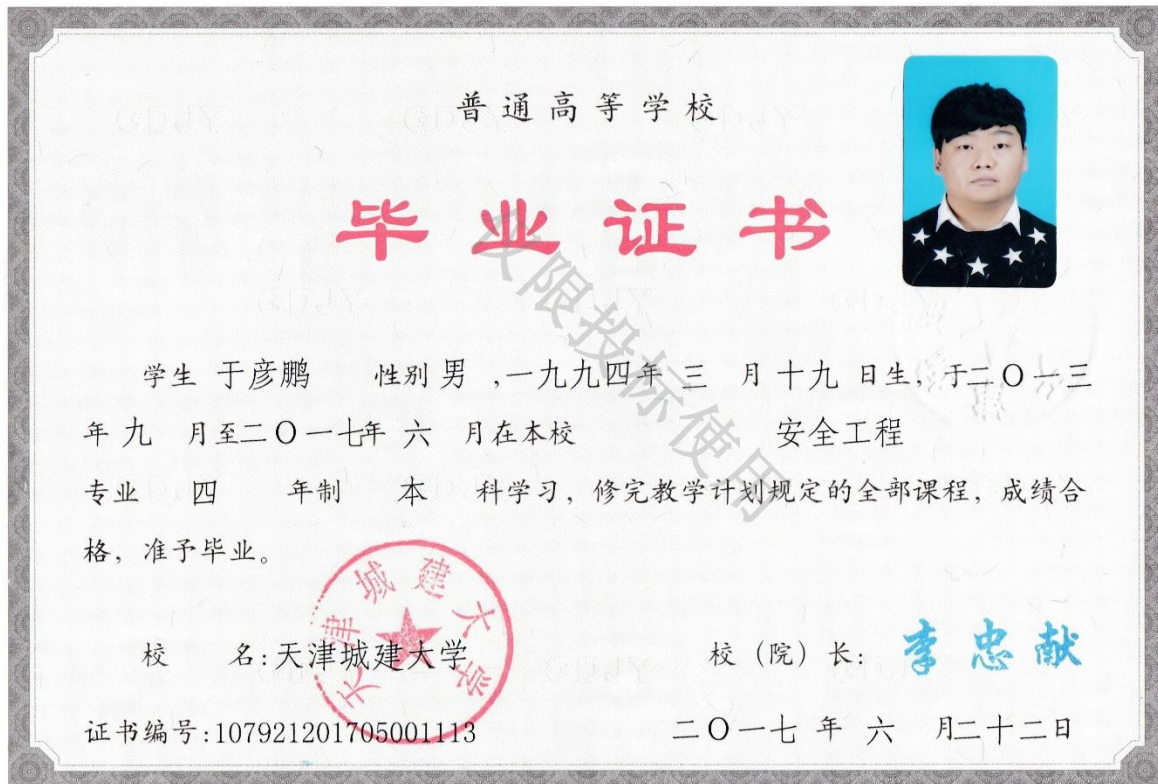 普通高等学校
毕业证书
学生 于彦鹏 性别 男 ,一九九四年 三 月 十九 日生, 于二〇一三
年 九 月至二〇一七年 六 月在本校 安全工程
专业 四 年制 本 科学习, 修完教学计划规定的全部课程, 成绩合
格, 准予毕业。
校 名:天津城建大学
校（院）长: 李忠献
证书编号:107921201705001113
二〇一七 年 六 月二十二日
天津城建大学
仅限投标使用